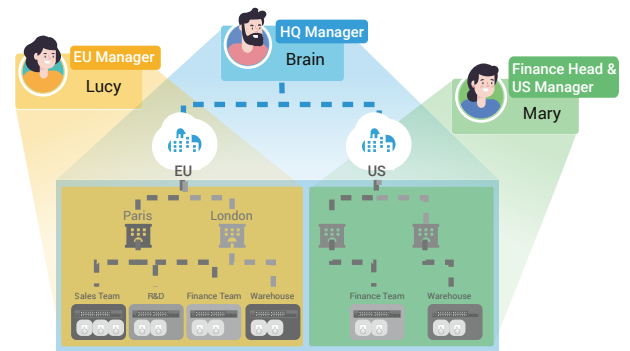 HQ Manager
Brain
EU Manager
Lucy
Finance Head &
US Manager
Mary
EU
US
Paris
London
Sales Team
R&D
Finance Team
Warehouse
Finance Team
Warehouse